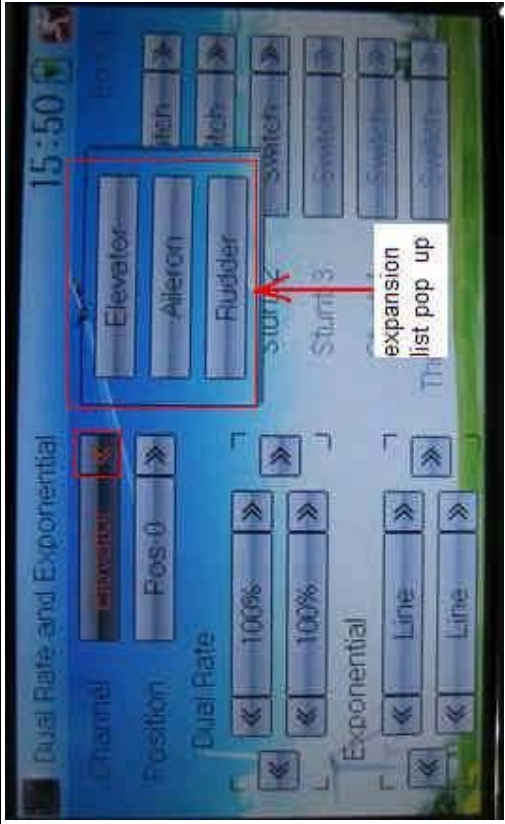 Dual Rate and Exponential
15:50
Channel
Elevator
Position
Pos 0
Dual Rate
100%
100%
Exponential
Line
Line
Elevator
Aileron
Rudder
Switch
Stunt 3
Switch
Switch
Switch
expansion
list pop up